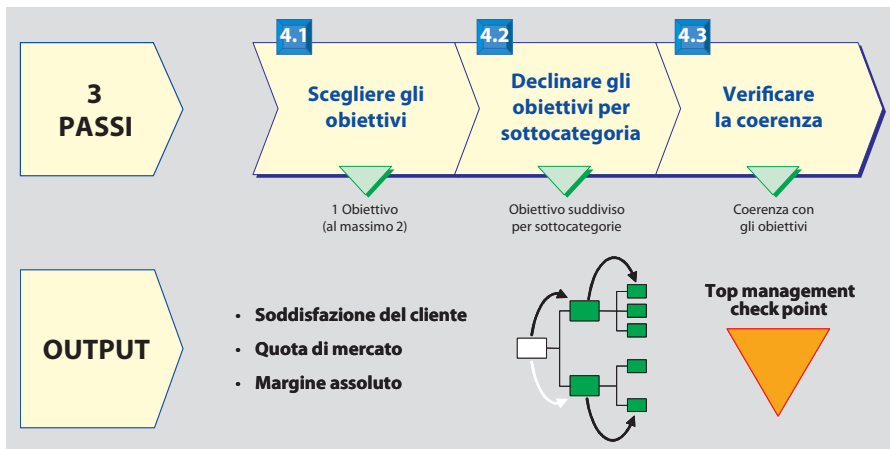 3
PASSI
4.1
Scegliere gli
obiettivi
4.2
Declinare gli
obiettivi per
sottocategoria
4.3
Verificare
la coerenza
1 Obiettivo
(al massimo 2)
Obiettivo suddiviso
per sottocategorie
Coerenza con
gli obiettivi
OUTPUT
• Soddisfazione del cliente
• Quota di mercato
• Margine assoluto
Top management
check point